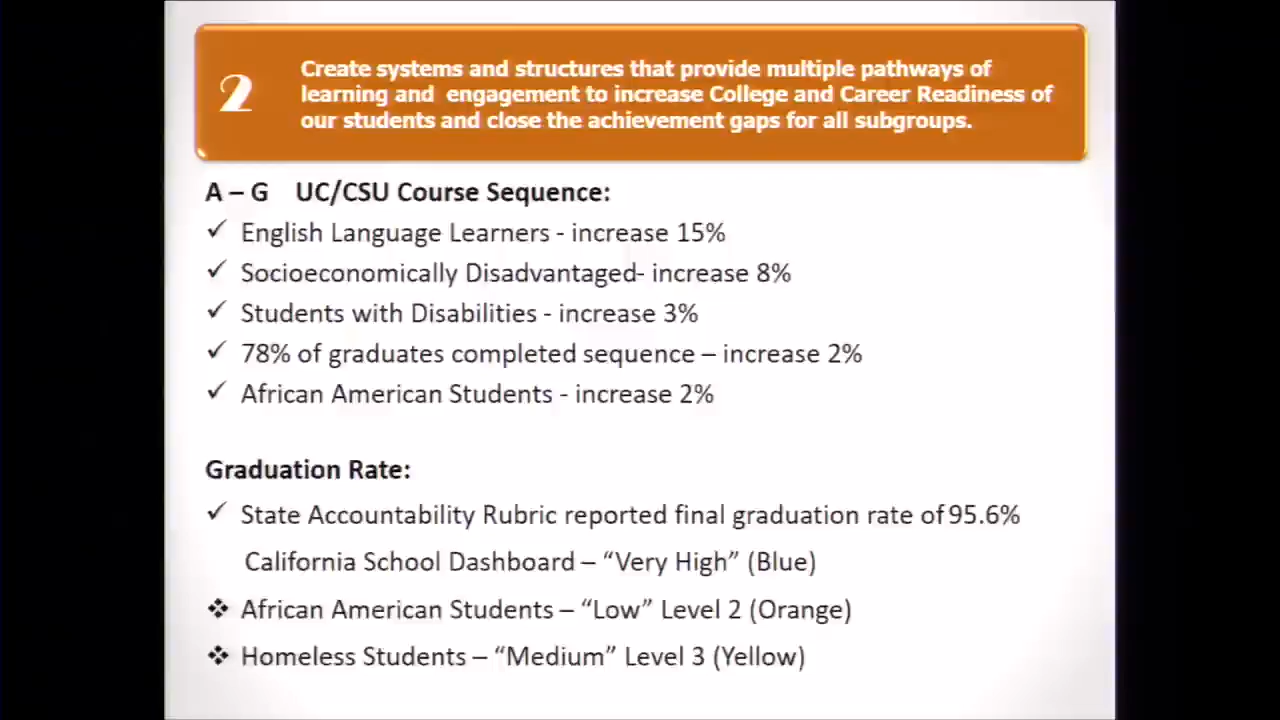 2
Create systems and structures that provide multiple pathways of
learning and engagement to increase College and Career Readiness of
our students and close the achievement gaps for all subgroups.
A – G UC/CSU Course Sequence:
✓ English Language Learners - increase 15%
✓ Socioeconomically Disadvantaged- increase 8%
✓ Students with Disabilities - increase 3%
✓ 78% of graduates completed sequence – increase 2%
✓ African American Students - increase 2%
Graduation Rate:
✓ State Accountability Rubric reported final graduation rate of 95.6%
California School Dashboard – “Very High” (Blue)
❖ African American Students – “Low” Level 2 (Orange)
❖ Homeless Students – “Medium” Level 3 (Yellow)